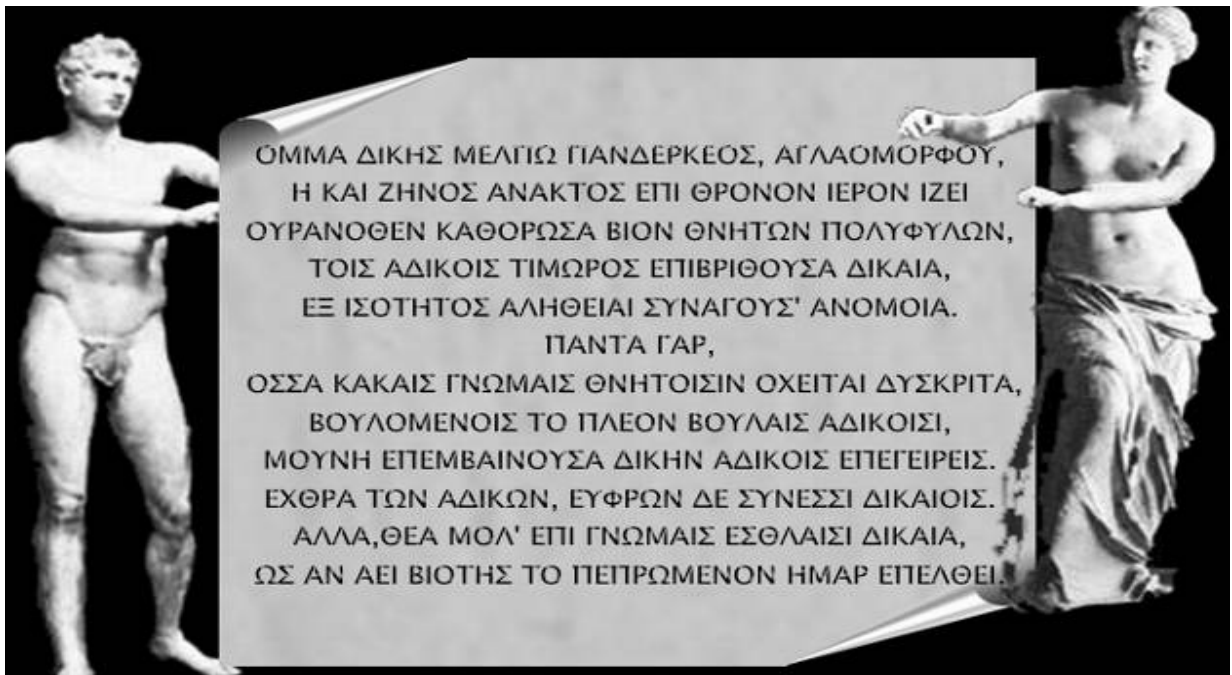 ΟΜΜΑ ΔΙΚΗΣ ΜΕΛΠΩ ΠΑΝΔΕΡΚΕΟΣ, ΑΓΛΑΟΜΟΡΦΟΥ,
Η ΚΑΙ ΖΗΝΟΣ ΑΝΑΚΤΟΣ ΕΠΙ ΘΡΟΝΟΝ ΙΕΡΟΝ ΙΖΕΙ
ΟΥΡΑΝΟΘΕΝ ΚΑΘΟΡΩΣΑ ΒΙΟΝ ΘΝΗΤΩΝ ΠΟΛΥΦΥΛΩΝ,
ΤΟΙΣ ΑΔΙΚΟΙΣ ΤΙΜΩΡΟΣ ΕΠΙΒΡΙΘΟΥΣΑ ΔΙΚΑΙΑ,
ΕΞ ΙΣΟΤΗΤΟΣ ΑΛΗΘΕΙΑΙ ΣΥΝΑΓΟΥΣ' ΑΝΟΜΟΙΑ.
ΠΑΝΤΑ ΓΑΡ,
ΟΣΣΑ ΚΑΚΑΙΣ ΓΝΩΜΑΙΣ ΘΝΗΤΟΙΣΙΝ ΟΧΕΙΤΑΙ ΔΥΣΚΡΙΤΑ,
ΒΟΥΛΟΜΕΝΟΙΣ ΤΟ ΠΛΕΟΝ ΒΟΥΛΑΙΣ ΑΔΙΚΟΙΣΙ,
ΜΟΥΝΗ ΕΠΕΜΒΑΙΝΟΥΣΑ ΔΙΚΗΝ ΑΔΙΚΟΙΣ ΕΠΕΓΕΙΡΕΙΣ.
ΕΧΘΡΑ ΤΩΝ ΑΔΙΚΩΝ, ΕΥΦΡΩΝ ΔΕ ΣΥΝΕΣΣΙ ΔΙΚΑΙΟΙΣ.
ΑΛΛΑ,ΘΕΑ ΜΟΛ' ΕΠΙ ΓΝΩΜΑΙΣ ΕΣΘΛΑΙΣΙ ΔΙΚΑΙΑ,
ΩΣ ΑΝ ΑΕΙ ΒΙΟΤΗΣ ΤΟ ΠΕΠΡΩΜΕΝΟΝ ΗΜΑΡ ΕΠΕΛΘΕΙ.